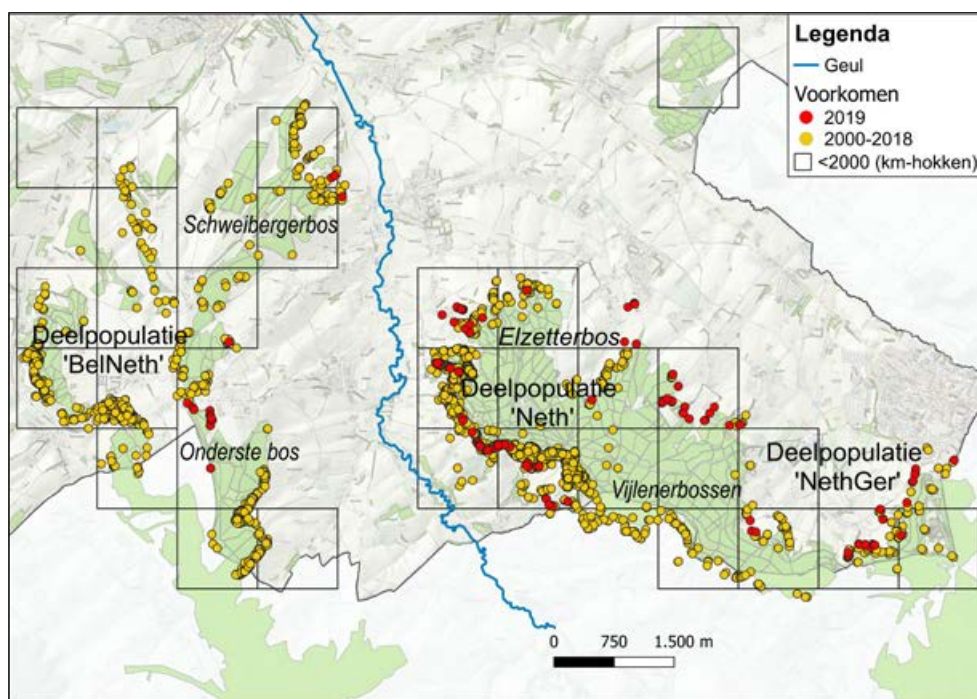 Legenda
Geul
Voorkomen
2019
2000-2018
<2000 (km-hokken)
Schweibergerbos
Deelpopulatie
'BelNeth'
Elzetterbos
Deelpopulatie
'Neth'
Onderste bos
Deelpopulatie
'NethGer'
Vijlenerbossen
0 750 1.500 m